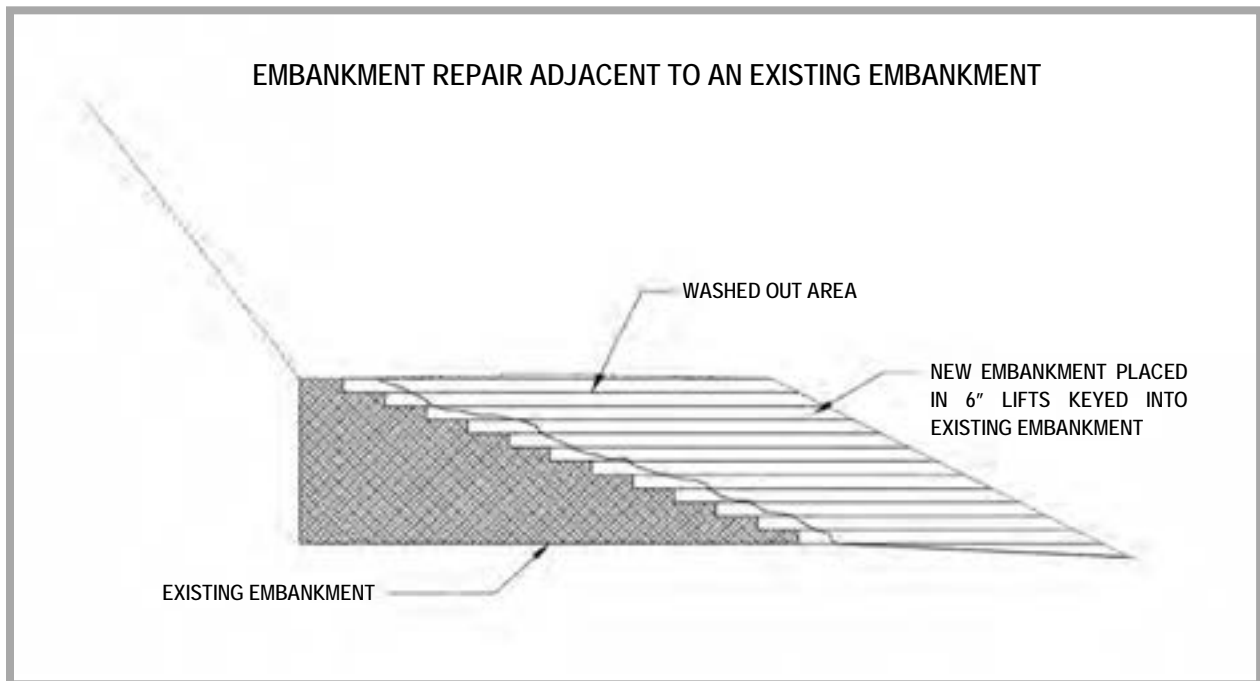 EMBANKMENT REPAIR ADJACENT TO AN EXISTING EMBANKMENT
WASHED OUT AREA
NEW EMBANKMENT PLACED
IN 6" LIFTS KEYED INTO
EXISTING EMBANKMENT
EXISTING EMBANKMENT